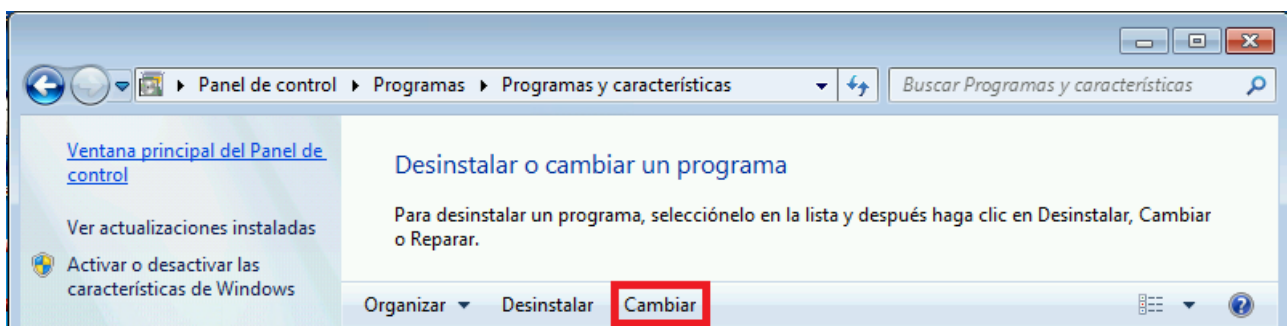 Panel de control Programas Programas y características
Buscar Programas y características
Ventana principal del Panel de
control
Ver actualizaciones instaladas
Activar o desactivar las
características de Windows
Desinstalar o cambiar un programa
Para desinstalar un programa, selecciónelo en la lista y después haga clic en Desinstalar, Cambiar
o Reparar.
Organizar Desinstalar Cambiar